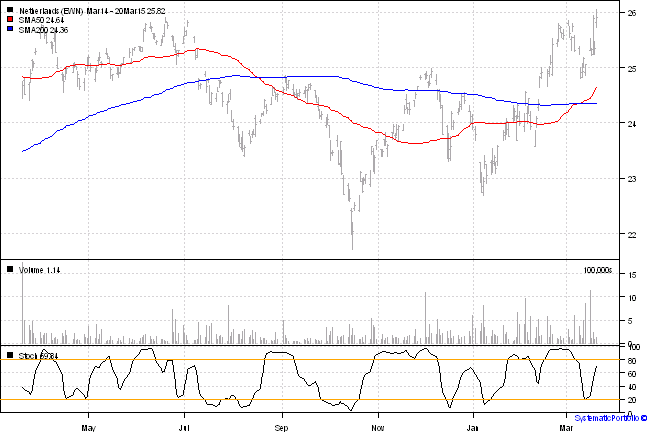 Netherlands (EWN) Mar14 - 20Mar15 25.82
SMA50 24.64
SMA200 24.36
26
25
24
23
22
Volume 1.14
100,000s
15
10
5
0
Stoch 69.84
100
80
60
40
20
0
May
Jul
Sep
Nov
Jan
Mar
SystematicPortfolio ©